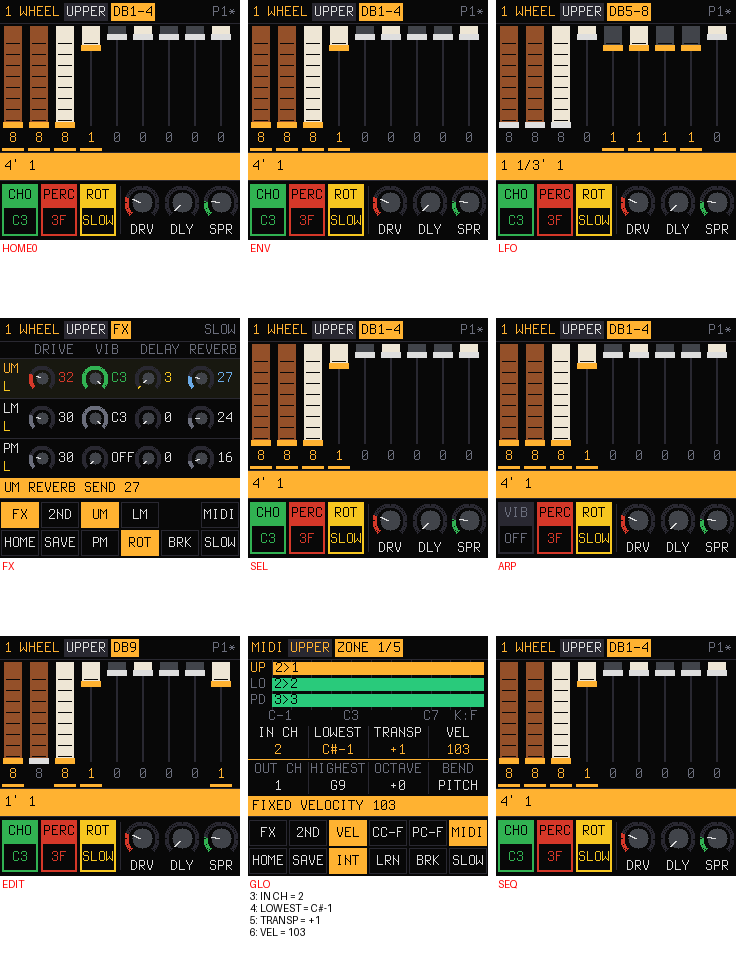 1 WHEEL UPPER DB1-4 P1*
8 8 8 1 0 0 0 0 0
4' 1
CHO PERC ROT
C3 3F SLOW
DRV DLY SPR
HOME0
1 WHEEL UPPER DB1-4 P1*
8 8 8 1 0 0 0 0 0
4' 1
CHO PERC ROT
C3 3F SLOW
DRV DLY SPR
ENV
1 WHEEL UPPER DB5-8 P1*
8 8 8 0 1 1 1 1 0
1 1/3' 1
CHO PERC ROT
C3 3F SLOW
DRV DLY SPR
LFO
1 WHEEL UPPER FX SLOW
DRIVE VIB DELAY REVERB
UM 32 C3 3 27
L
LM 30 C3 0 24
L
PM 30 OFF 0 16
L
UM REVERB SEND 27
FX 2ND UM LM MIDI
HOME SAVE PM ROT BRK SLOW
FX
1 WHEEL UPPER DB1-4 P1*
8 8 8 1 0 0 0 0 0
4' 1
CHO PERC ROT
C3 3F SLOW
DRV DLY SPR
SEL
1 WHEEL UPPER DB1-4 P1*
8 8 8 1 0 0 0 0 0
4' 1
VIB PERC ROT
OFF 3F SLOW
DRV DLY SPR
ARP
1 WHEEL UPPER DB9 P1*
8 8 8 1 0 0 0 0 1
1' 1
CHO PERC ROT
C3 3F SLOW
DRV DLY SPR
EDIT
MIDI UPPER ZONE 1/5
UP 2>1
LO 2>2
PD 3>3
C-1 C3 C7 K:F
IN CH LOWEST TRANSP VEL
2 C#-1 +1 103
OUT CH HIGHEST OCTAVE BEND
1 G9 +0 PITCH
FIXED VELOCITY 103
FX 2ND VEL CC-F PC-F MIDI
HOME SAVE INT LRN BRK SLOW
GLO
3: IN CH = 2
4: LOWEST = C#-1
5: TRANSP = +1
6: VEL = 103
1 WHEEL UPPER DB1-4 P1*
8 8 8 1 0 0 0 0 0
4' 1
CHO PERC ROT
C3 3F SLOW
DRV DLY SPR
SEQ